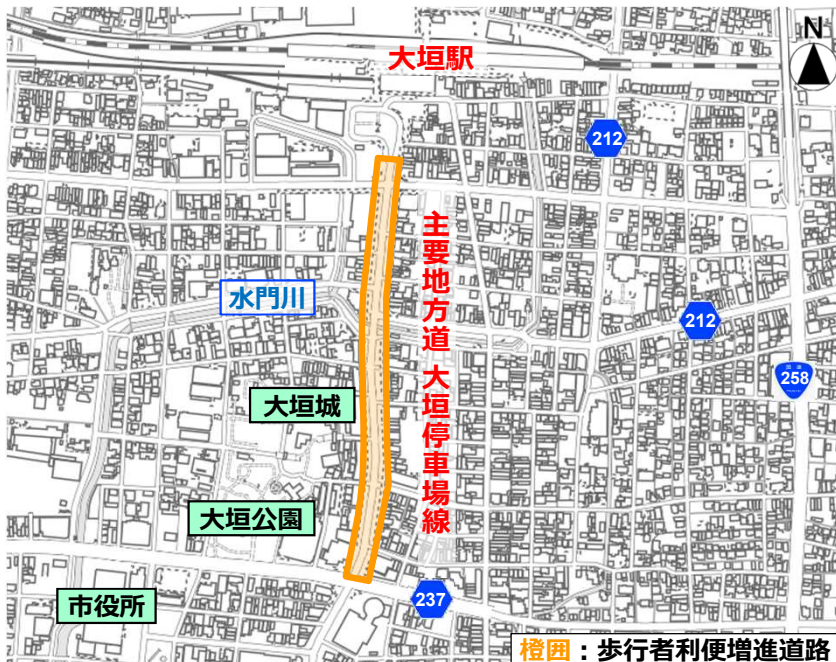 大垣駅
N
212
主要地方道 大垣停車場線
水門川
212
国道
258
大垣城
大垣公園
市役所
237
橙囲：歩行者利便増進道路